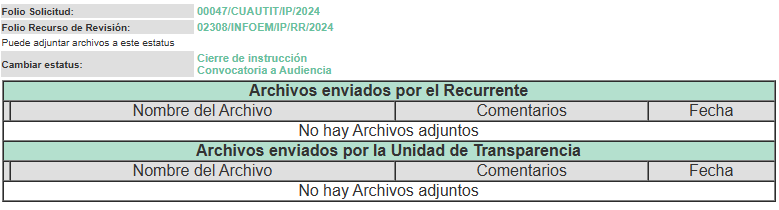 Folio Solicitud: 00047/CUAUTIT/IP/2024
Folio Recurso de Revisión: 02308/INFOEM/IP/RR/2024
Puede adjuntar archivos a este estatus
Cambiar estatus: Cierre de instrucción
Convocatoria a Audiencia
Archivos enviados por el Recurrente
Nombre del Archivo Comentarios Fecha
No hay Archivos adjuntos
Archivos enviados por la Unidad de Transparencia
Nombre del Archivo Comentarios Fecha
No hay Archivos adjuntos